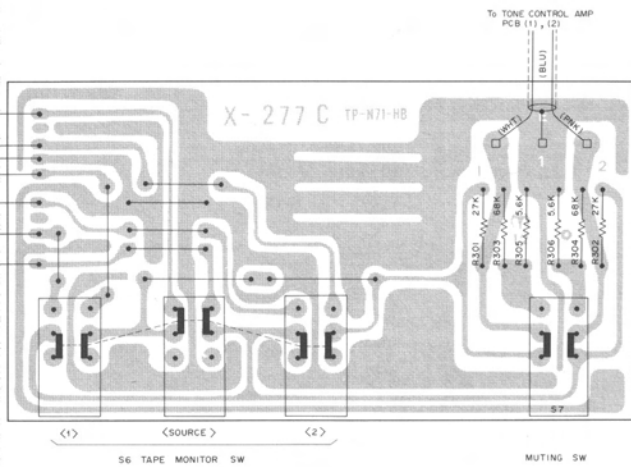 To TONE CONTROL AMP
PCB (1) , (2)
(BLU)
X-277 C TP-N71-HB
(WHT)
(PNK)
1
1
2
27K
68K
5.6K
5.6K
68K
27K
R301
R303
R305
R306
R304
R302
S7
<1>
<SOURCE>
<2>
S6 TAPE MONITOR SW
MUTING SW